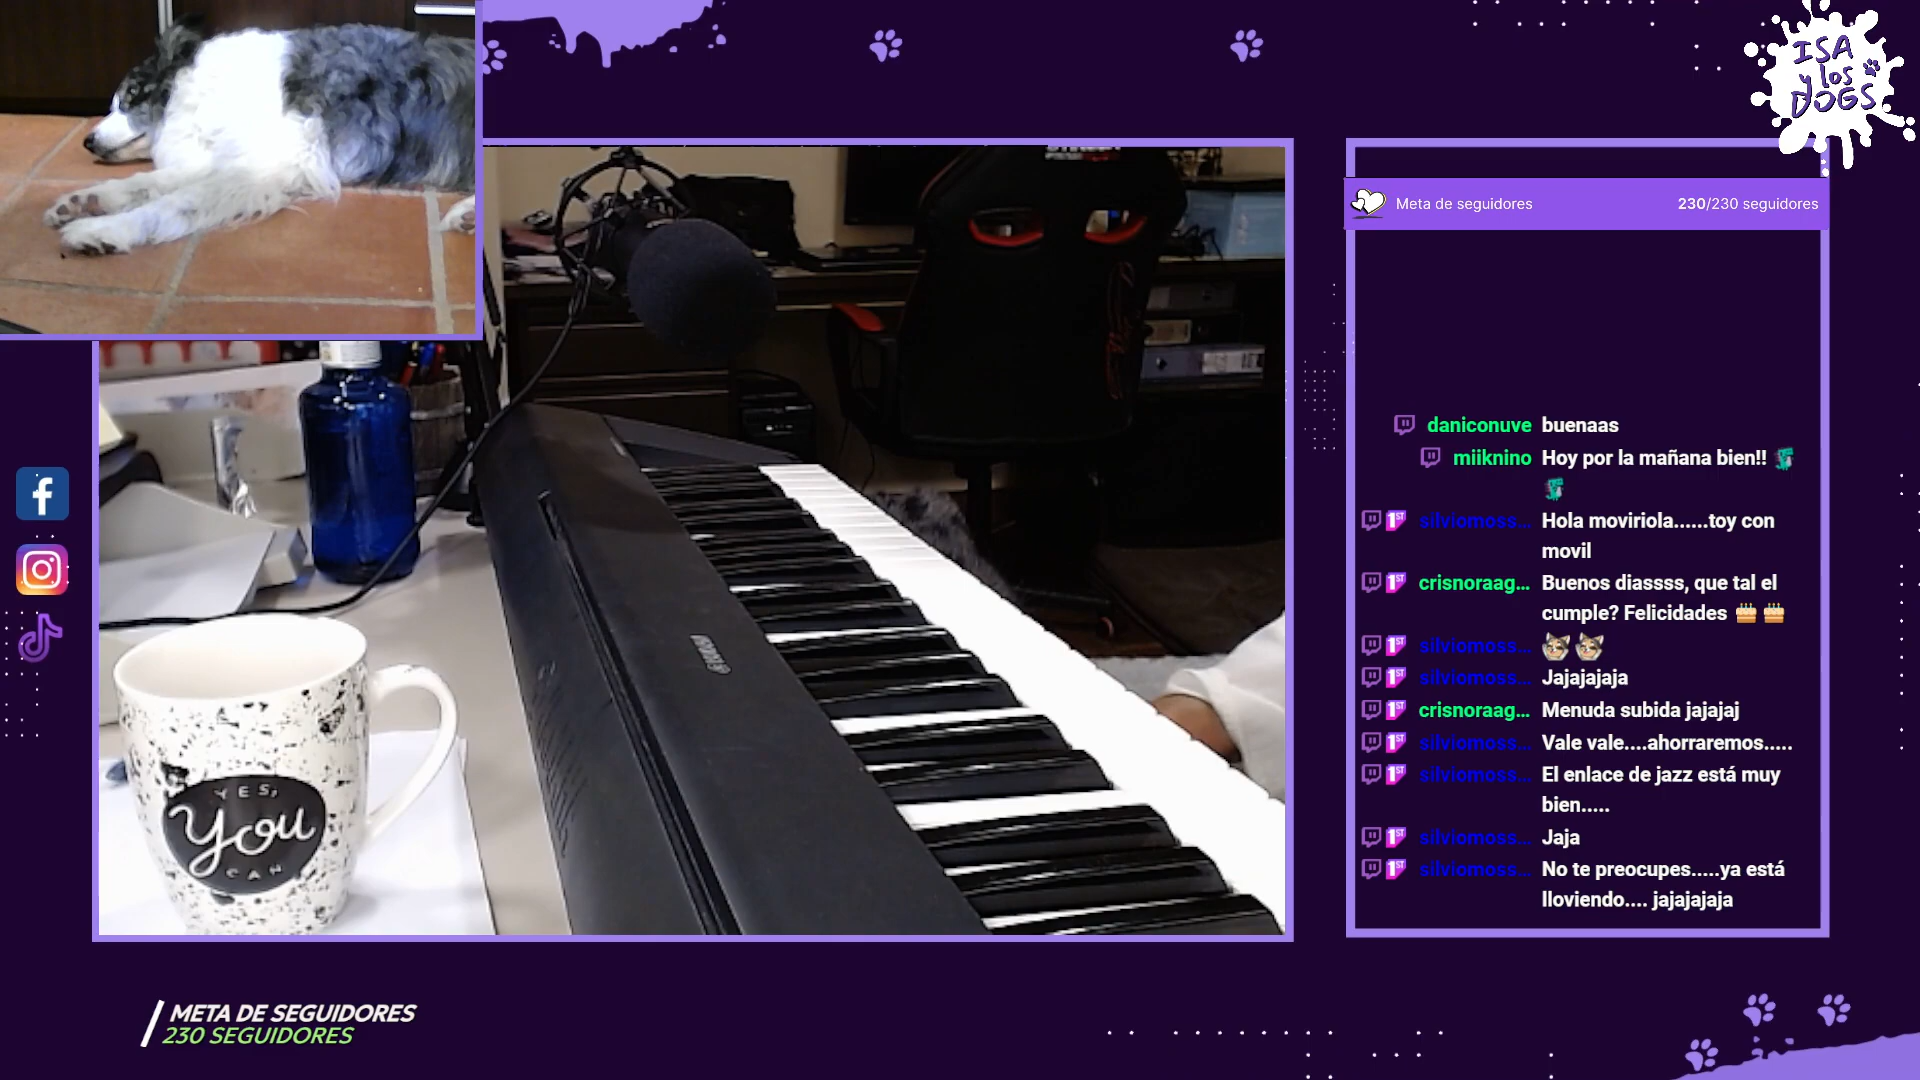 ISA
y los
DOGS
Meta de seguidores 230/230 seguidores
daniconuve buenaas
miiknino Hoy por la mañana bien!!
silviomoss... Hola moviriola......toy con
movil
crisnoraag... Buenos diassss, que tal el
cumple? Felicidades
silviomoss...
silviomoss... Jajajajaja
crisnoraag... Menuda subida jajajaj
silviomoss... Vale vale....ahorraremos.....
silviomoss... El enlace de jazz está muy
bien.....
silviomoss... Jaja
silviomoss... No te preocupes.....ya está
lloviendo.... jajajajaja
YES,
You
CAN
META DE SEGUIDORES
230 SEGUIDORES